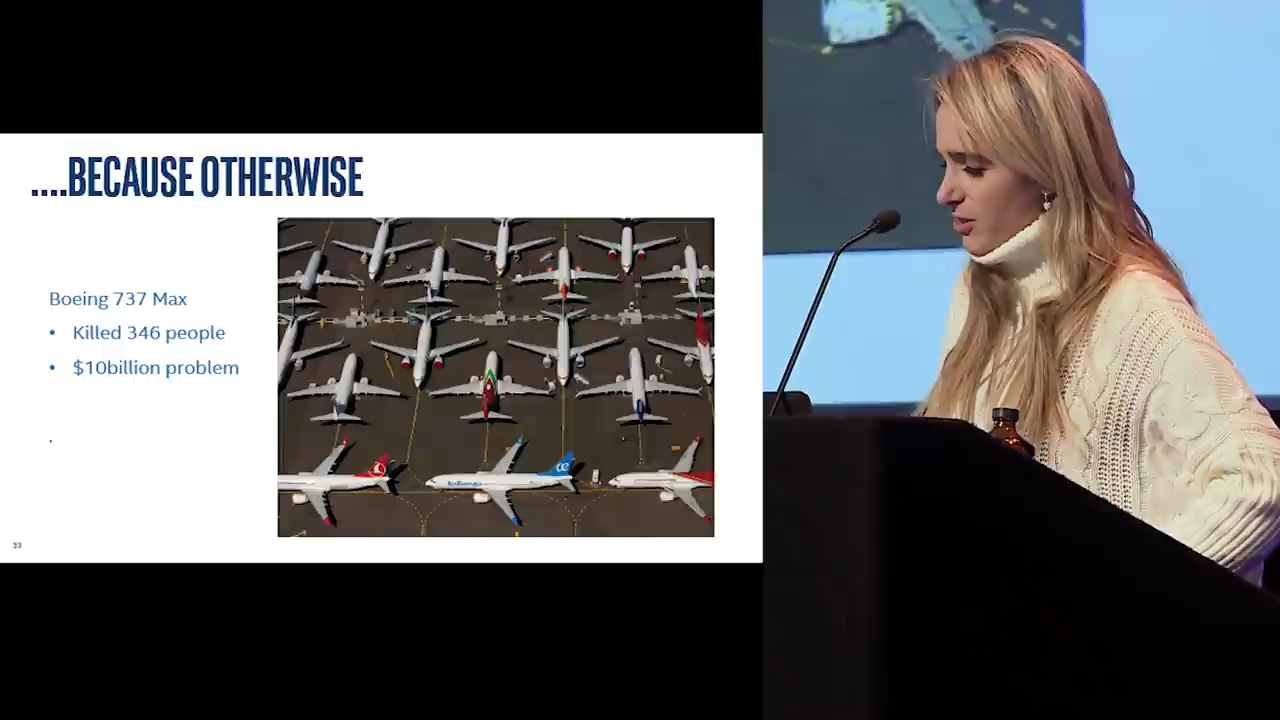 ....BECAUSE OTHERWISE
Boeing 737 Max
• Killed 346 people
• $10billion problem
.
33